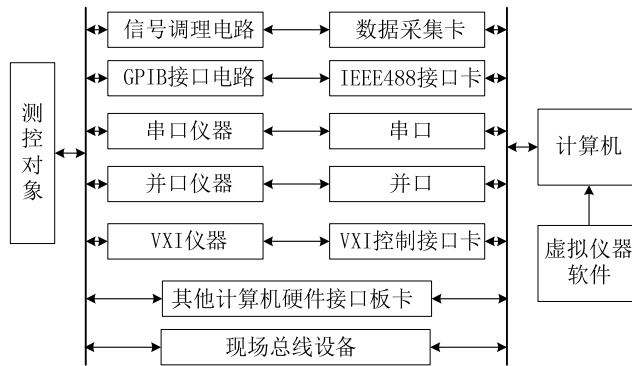 信号调理电路
数据采集卡
GPIB接口电路
IEEE488接口卡
测控对象
串口仪器
串口
计算机
并口仪器
并口
VXI仪器
VXI控制接口卡
虚拟仪器
软件
其他计算机硬件接口板卡
现场总线设备